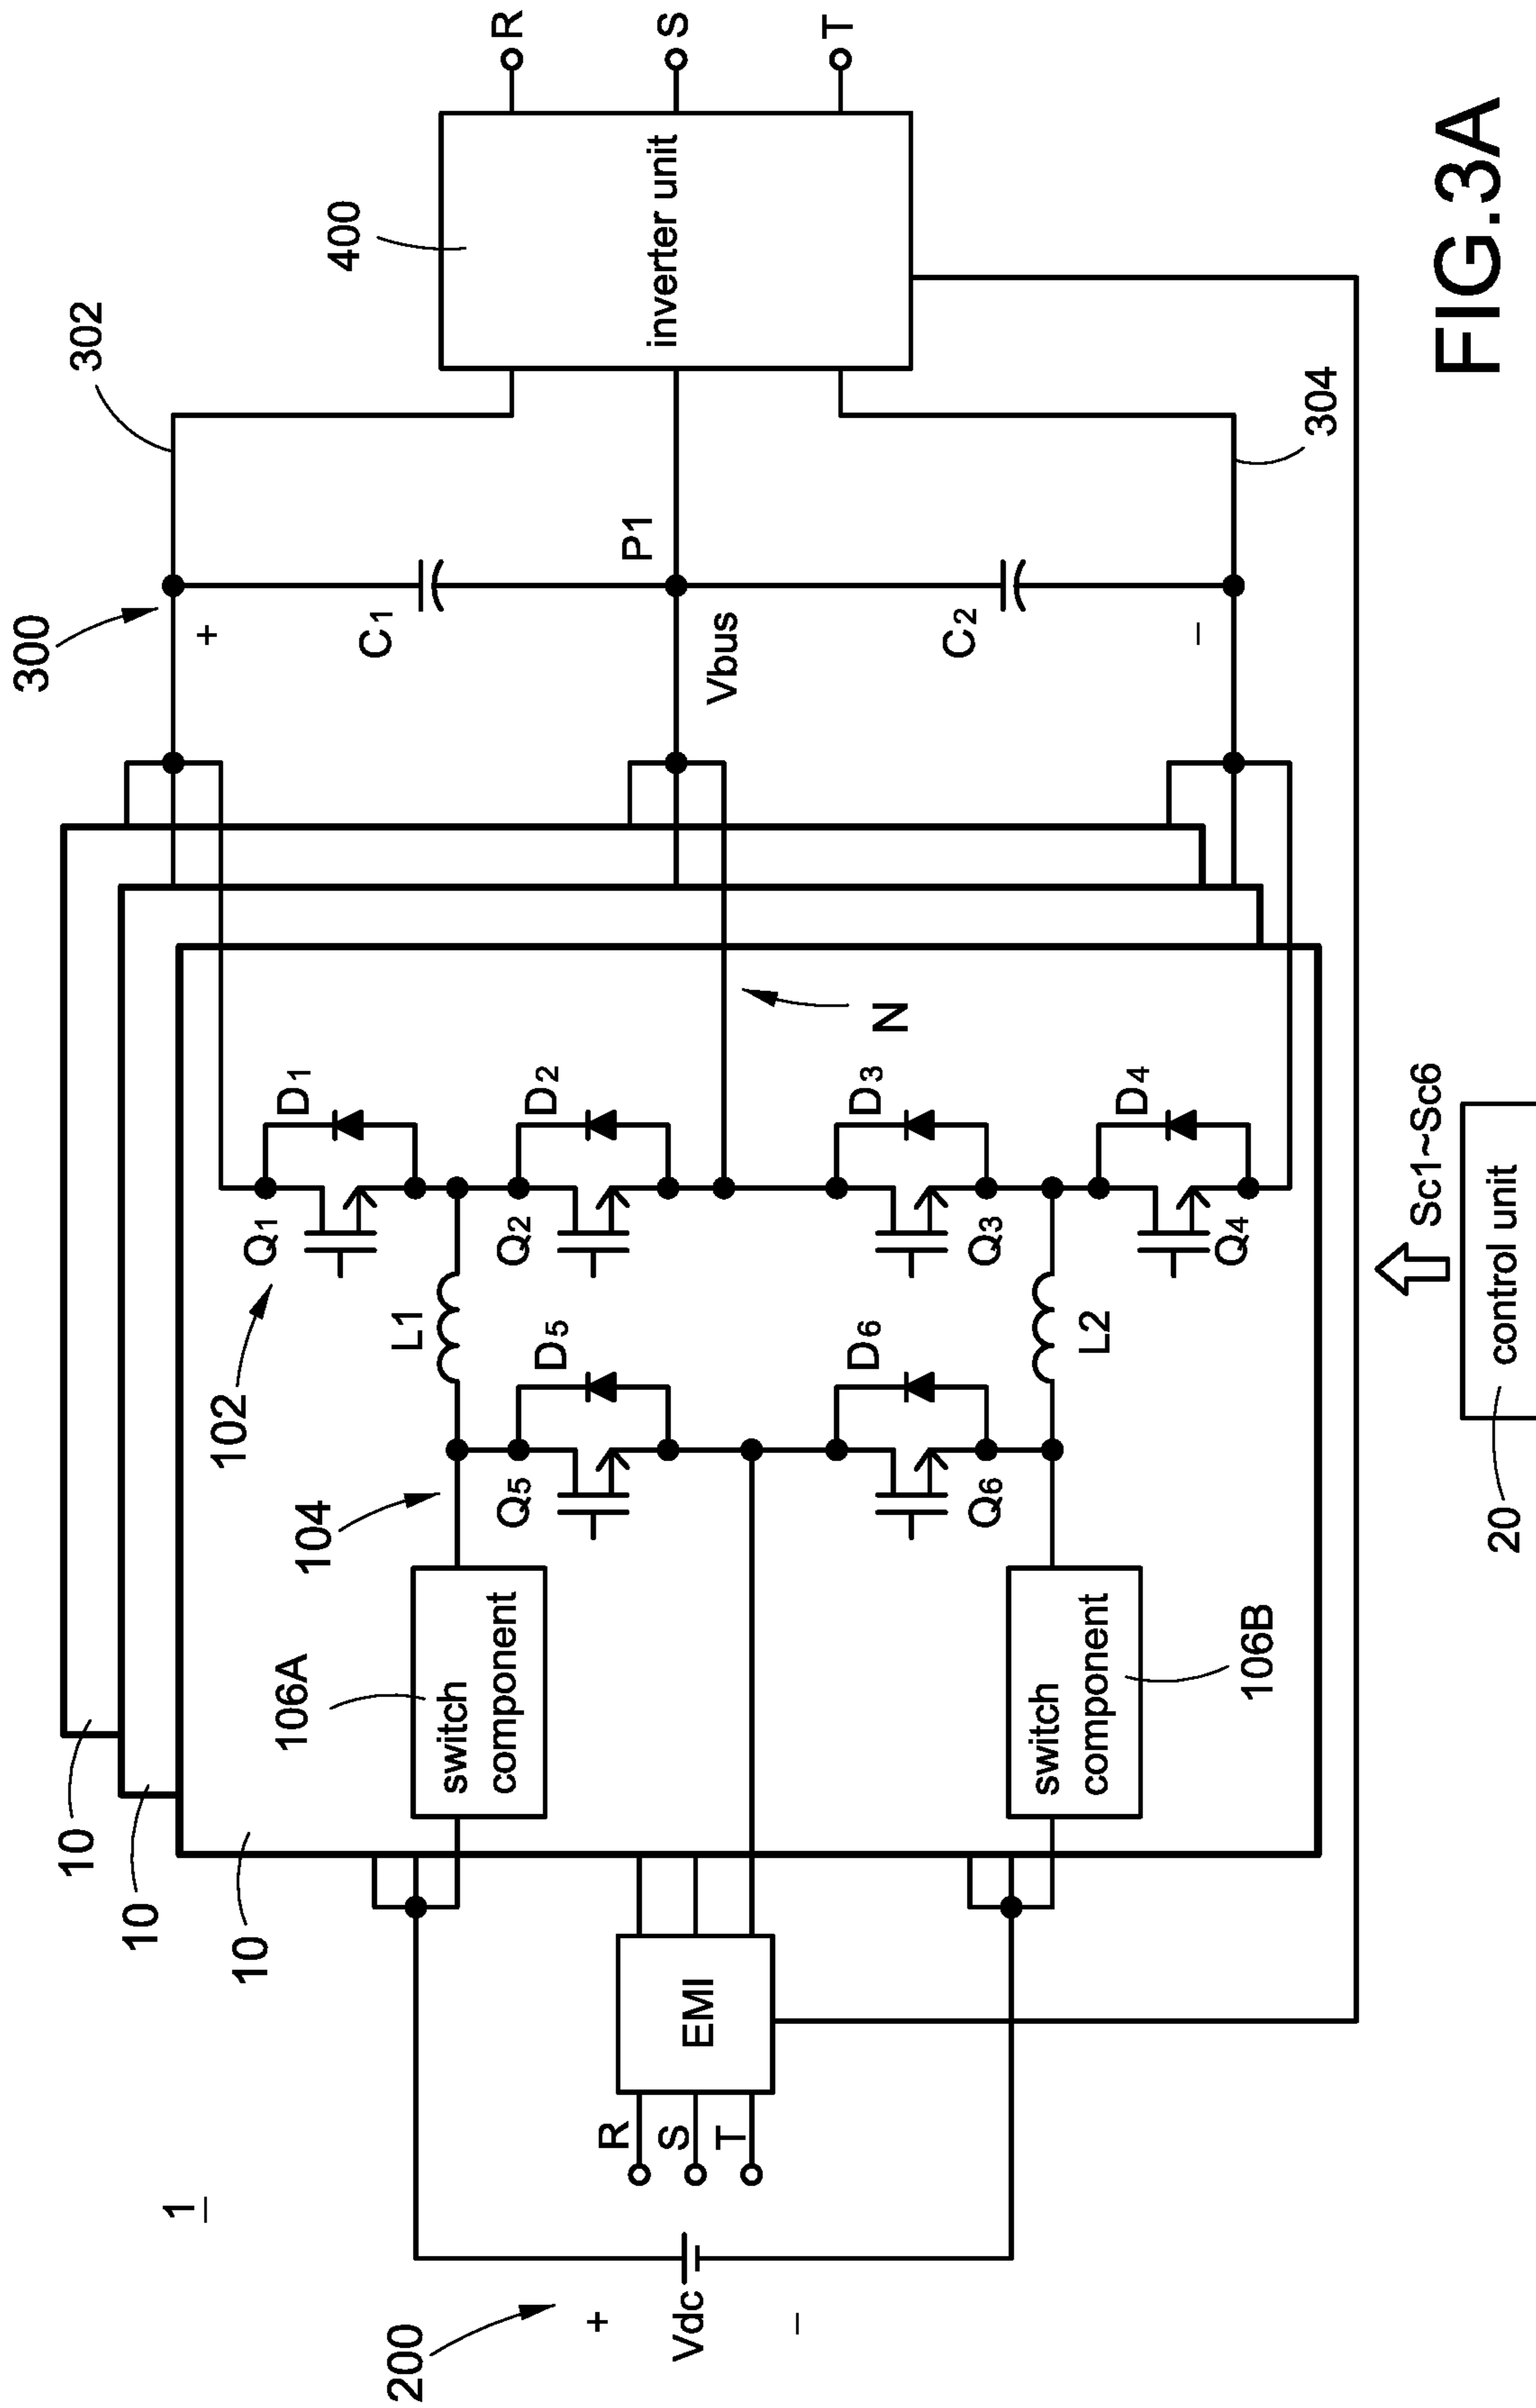 1
200
+
Vdc
−
R
S
T
EMI
10
10
10
106A
switch
component
106B
switch
component
104
102
Q5
D5
Q6
D6
L1
L2
Q1
D1
Q2
D2
Q3
D3
Q4
D4
N
20
control unit
Sc1~Sc6
300
+
C1
Vbus
P1
C2
−
302
304
400
inverter unit
R
S
T
FIG.3A